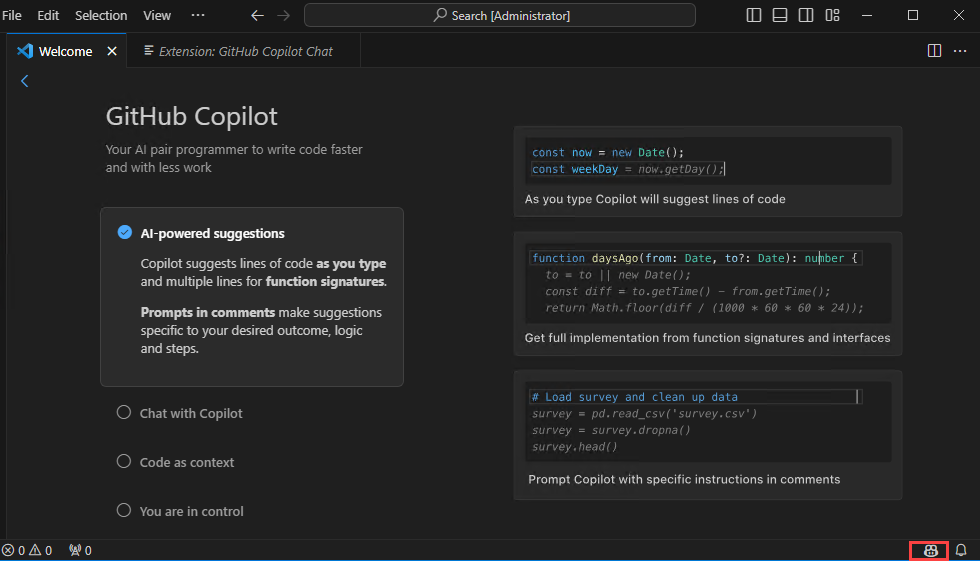 File Edit Selection View ··· Search [Administrator]
Welcome Extension: GitHub Copilot Chat
GitHub Copilot
Your AI pair programmer to write code faster
and with less work
AI-powered suggestions
Copilot suggests lines of code as you type
and multiple lines for function signatures.
Prompts in comments make suggestions
specific to your desired outcome, logic
and steps.
Chat with Copilot
Code as context
You are in control
const now = new Date();
const weekDay = now.getDay();
As you type Copilot will suggest lines of code
function daysAgo(from: Date, to?: Date): number {
to = to || new Date();
const diff = to.getTime() - from.getTime();
return Math.floor(diff / (1000 * 60 * 60 * 24));
Get full implementation from function signatures and interfaces
# Load survey and clean up data
survey = pd.read_csv('survey.csv')
survey = survey.dropna()
survey.head()
Prompt Copilot with specific instructions in comments
0 0 0